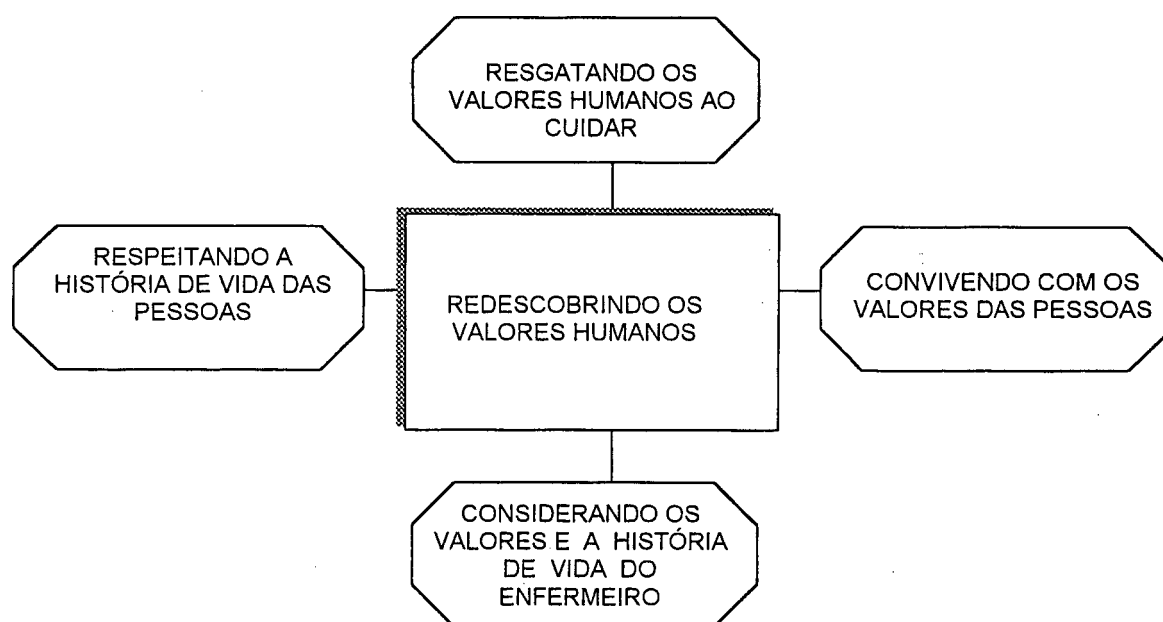 RESGATANDO OS
VALORES HUMANOS AO
CUIDAR
RESPEITANDO A
HISTÓRIA DE VIDA DAS
PESSOAS
REDESCOBRINDO OS
VALORES HUMANOS
CONVIVENDO COM OS
VALORES DAS PESSOAS
CONSIDERANDO OS
VALORES E A HISTÓRIA
DE VIDA DO
ENFERMEIRO